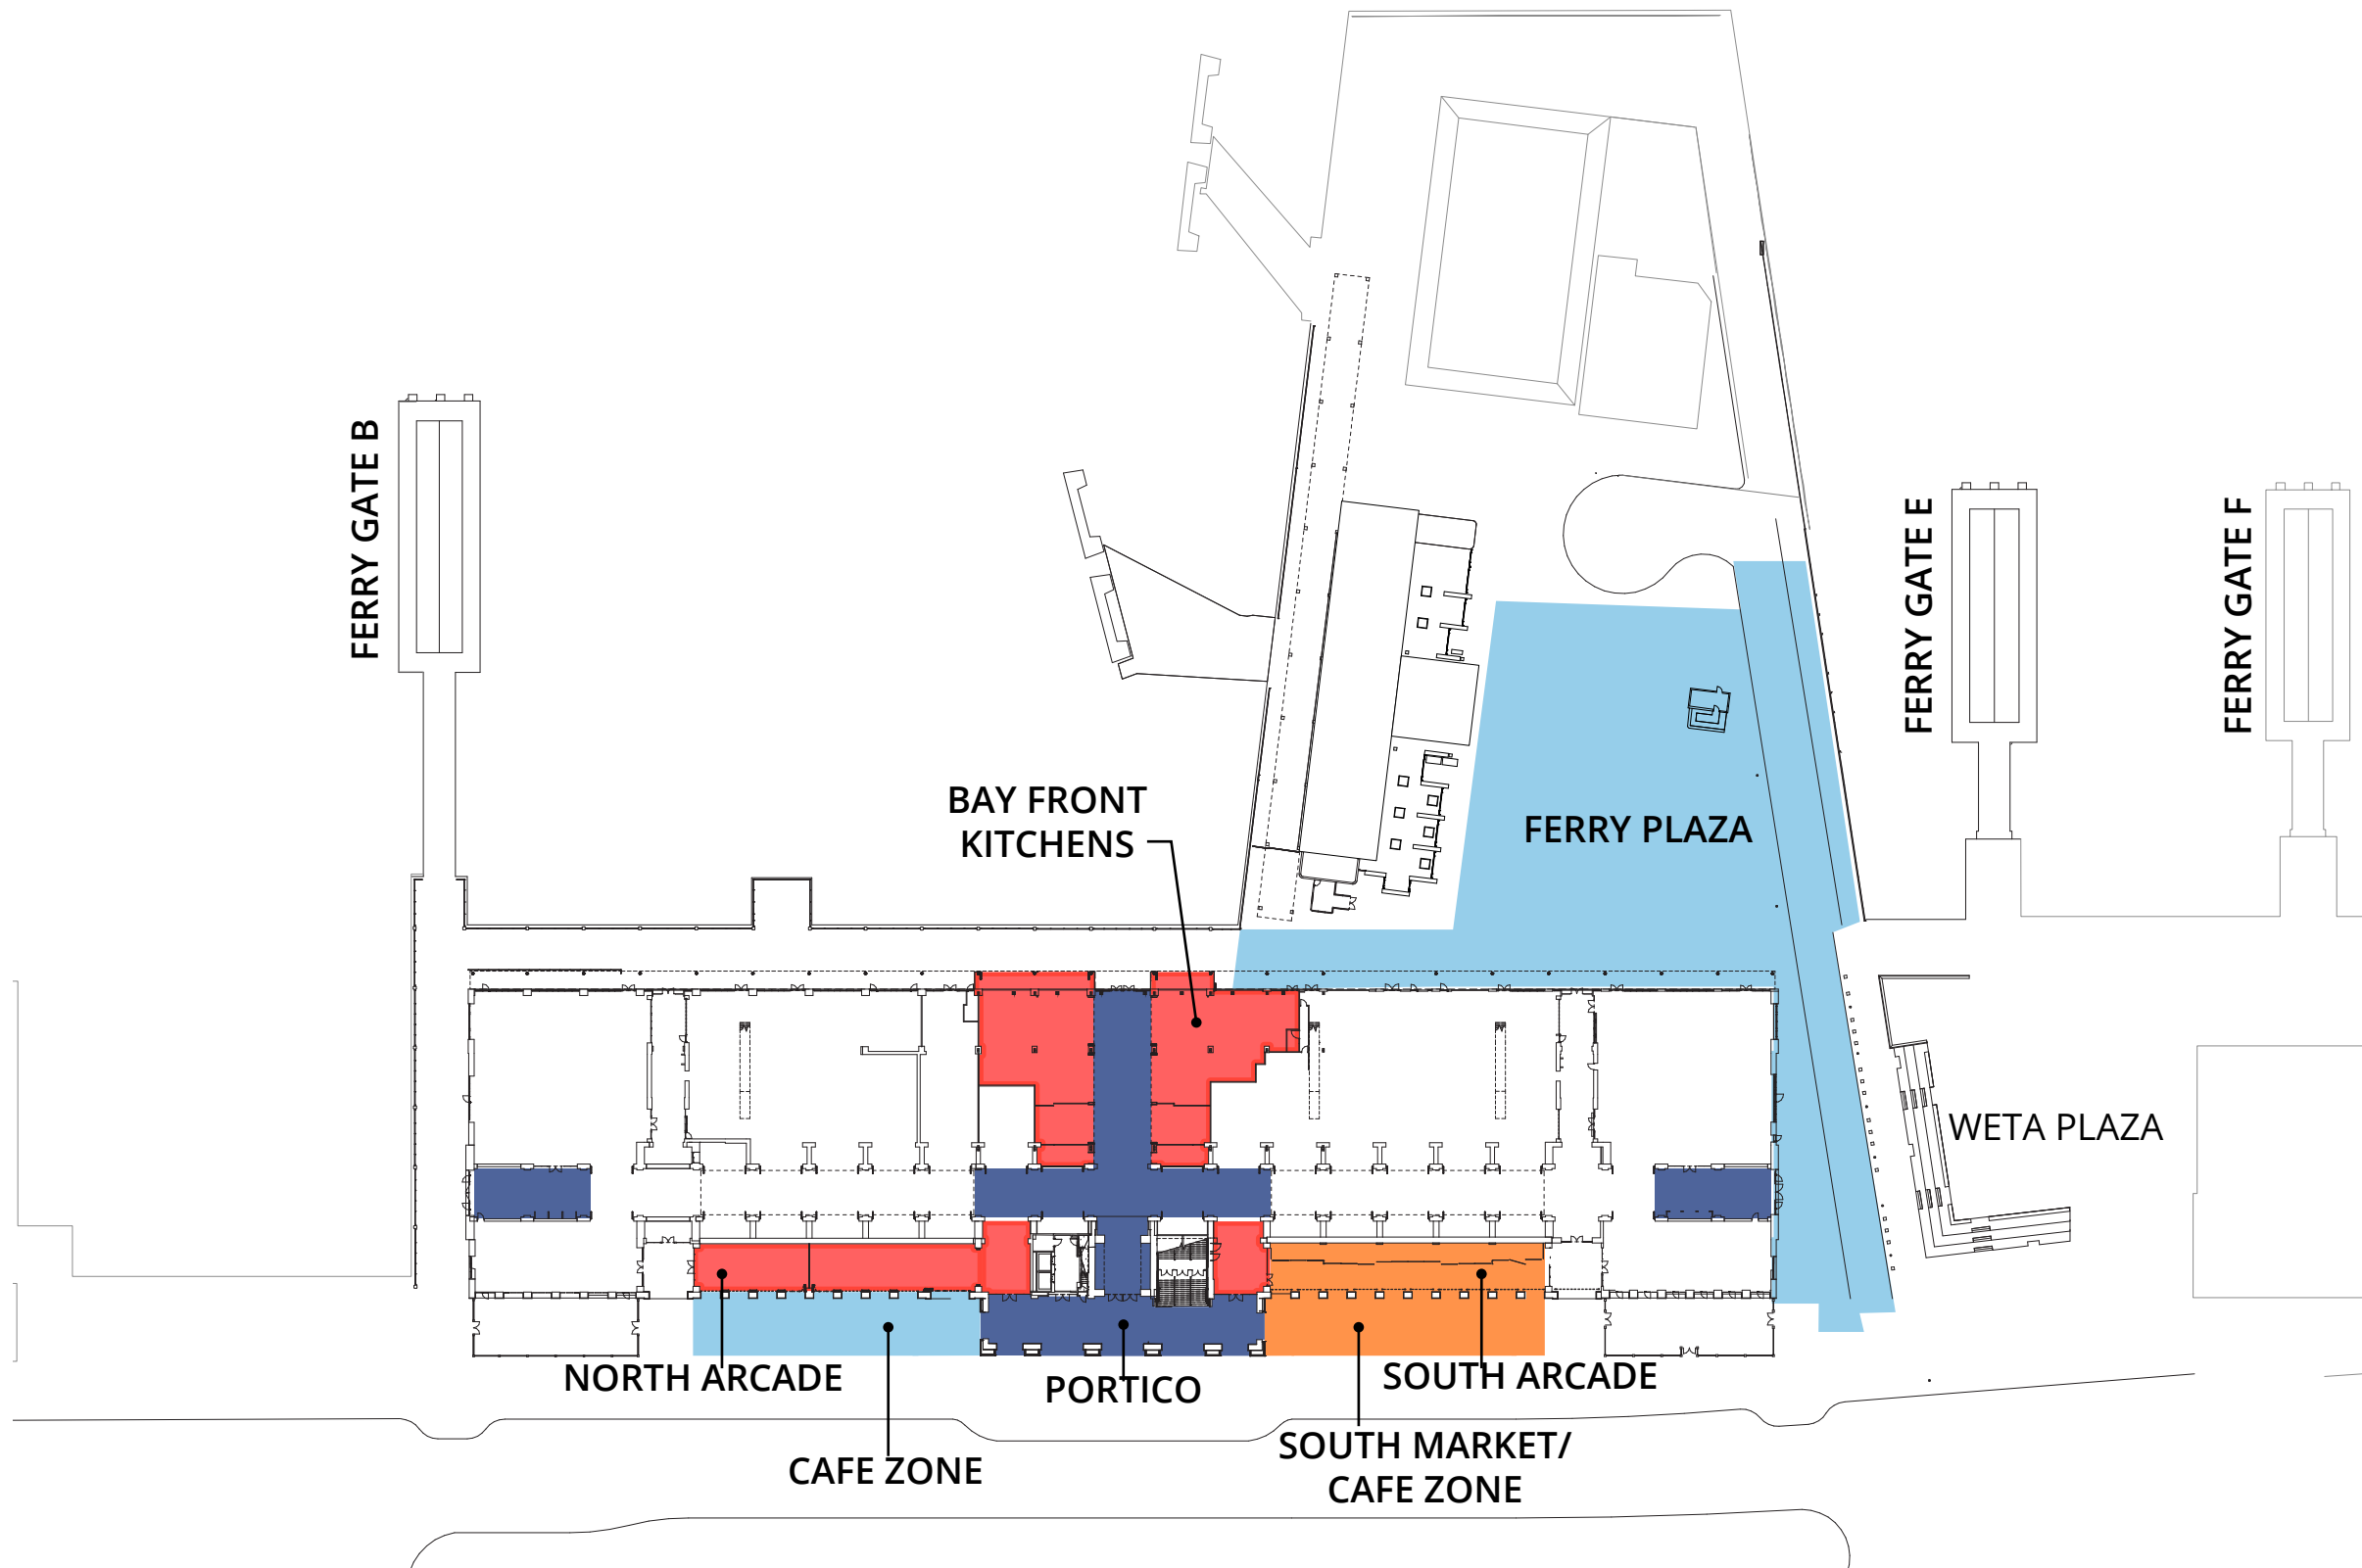 FERRY GATE B
FERRY GATE E
FERRY GATE F
BAY FRONT
KITCHENS
FERRY PLAZA
WETA PLAZA
NORTH ARCADE
PORTICO
SOUTH ARCADE
CAFE ZONE
SOUTH MARKET/
CAFE ZONE